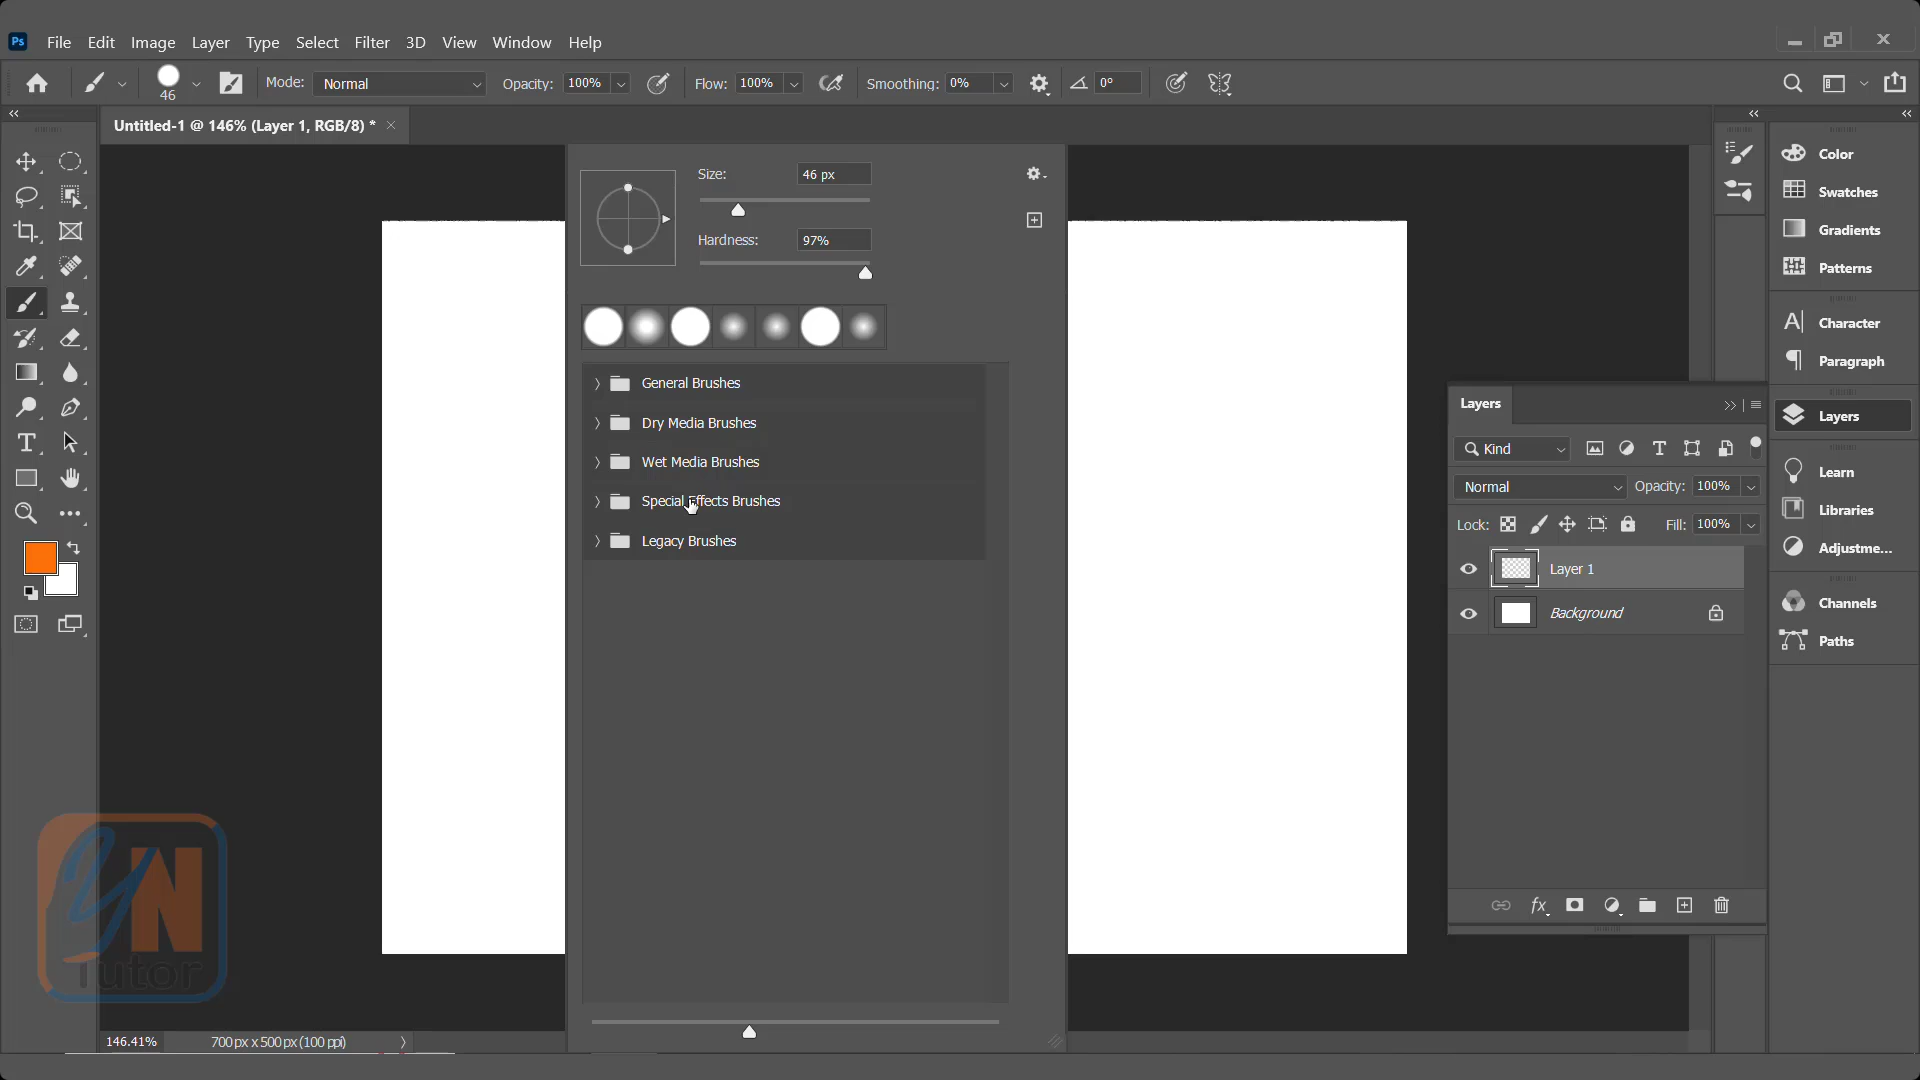 Ps File Edit Image Layer Type Select Filter 3D View Window Help
46 Mode: Normal Opacity: 100% Flow: 100% Smoothing: 0% 0°
Untitled-1 @ 146% (Layer 1, RGB/8) *
Size: 46 px
Hardness: 97%
General Brushes
Dry Media Brushes
Wet Media Brushes
Special Effects Brushes
Legacy Brushes
Layers
Kind
Normal Opacity: 100%
Lock: Fill: 100%
Layer 1
Background
fx
Color
Swatches
Gradients
Patterns
Character
Paragraph
Layers
Learn
Libraries
Adjustme...
Channels
Paths
YN
Tutor
146.41% 700 px x 500 px (100 ppi)